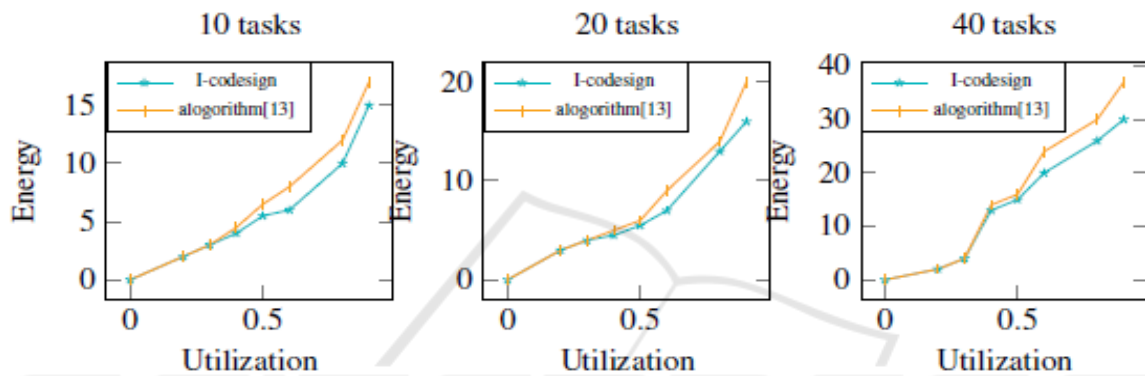 10 tasks
I-codesign
alogorithm[13]
15
10
5
0
Energy
0
0.5
Utilization
20 tasks
I-codesign
alogorithm[13]
20
10
0
Energy
0
0.5
Utilization
40 tasks
I-codesign
alogorithm[13]
40
30
20
10
0
Energy
0
0.5
Utilization